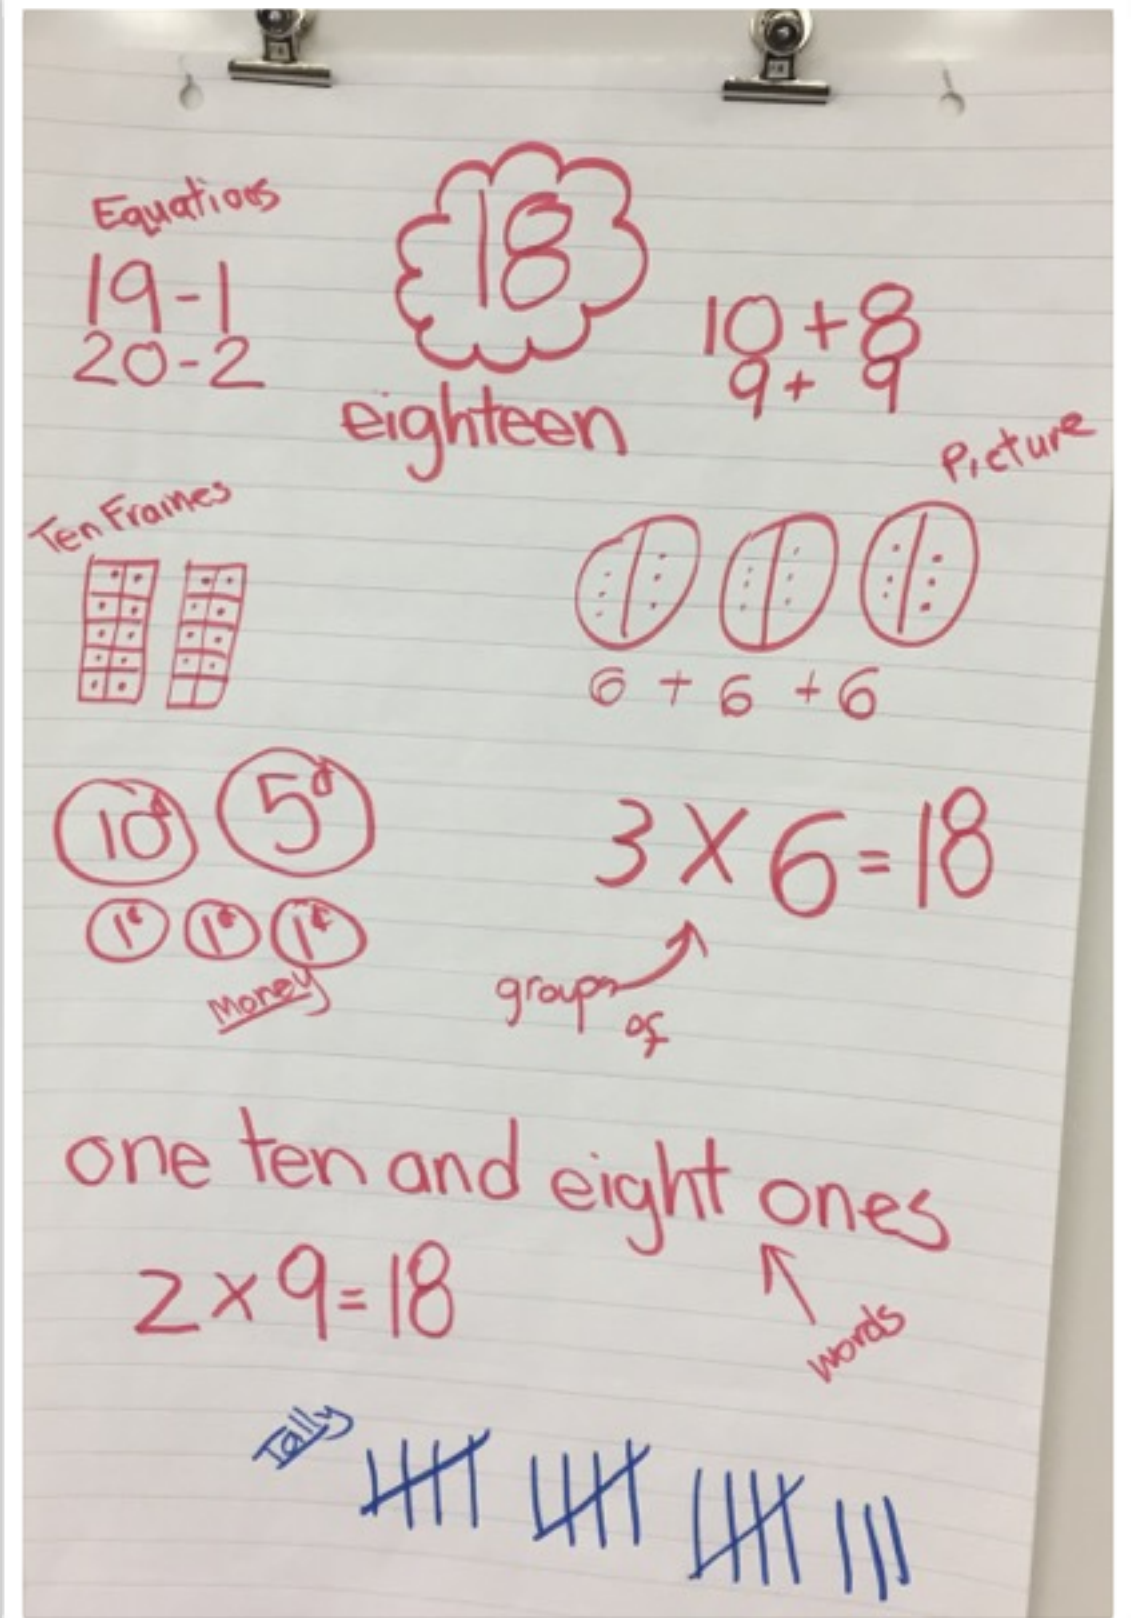 18
Equations
19-1
20-2
10+8
9+ 9
eighteen
Picture
Ten Frames
6 + 6 + 6
10¢ 5¢
1¢ 1¢ 1¢
Money
3 X 6 = 18
groups
of
one ten and eight ones
2 x 9 = 18
words
Tally